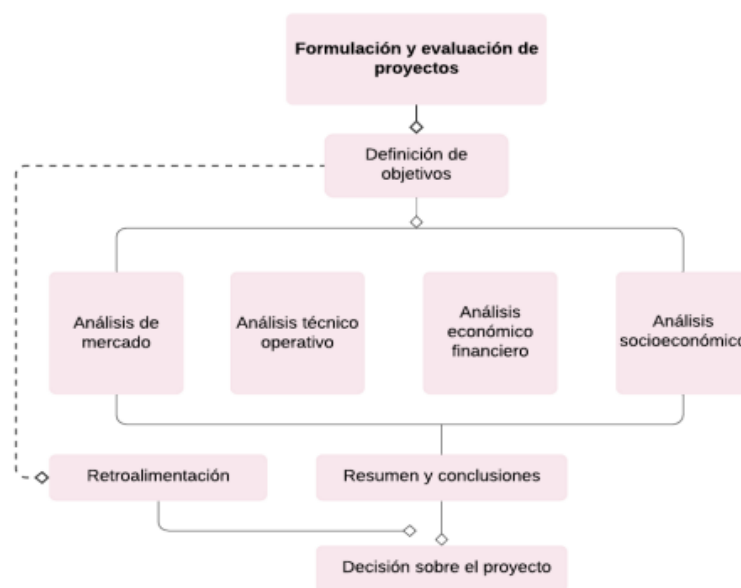 Formulación y evaluación de
proyectos
Definición de
objetivos
Análisis de
mercado
Análisis técnico
operativo
Análisis
económico
financiero
Análisis
socioeconómico
Retroalimentación
Resumen y conclusiones
Decisión sobre el proyecto